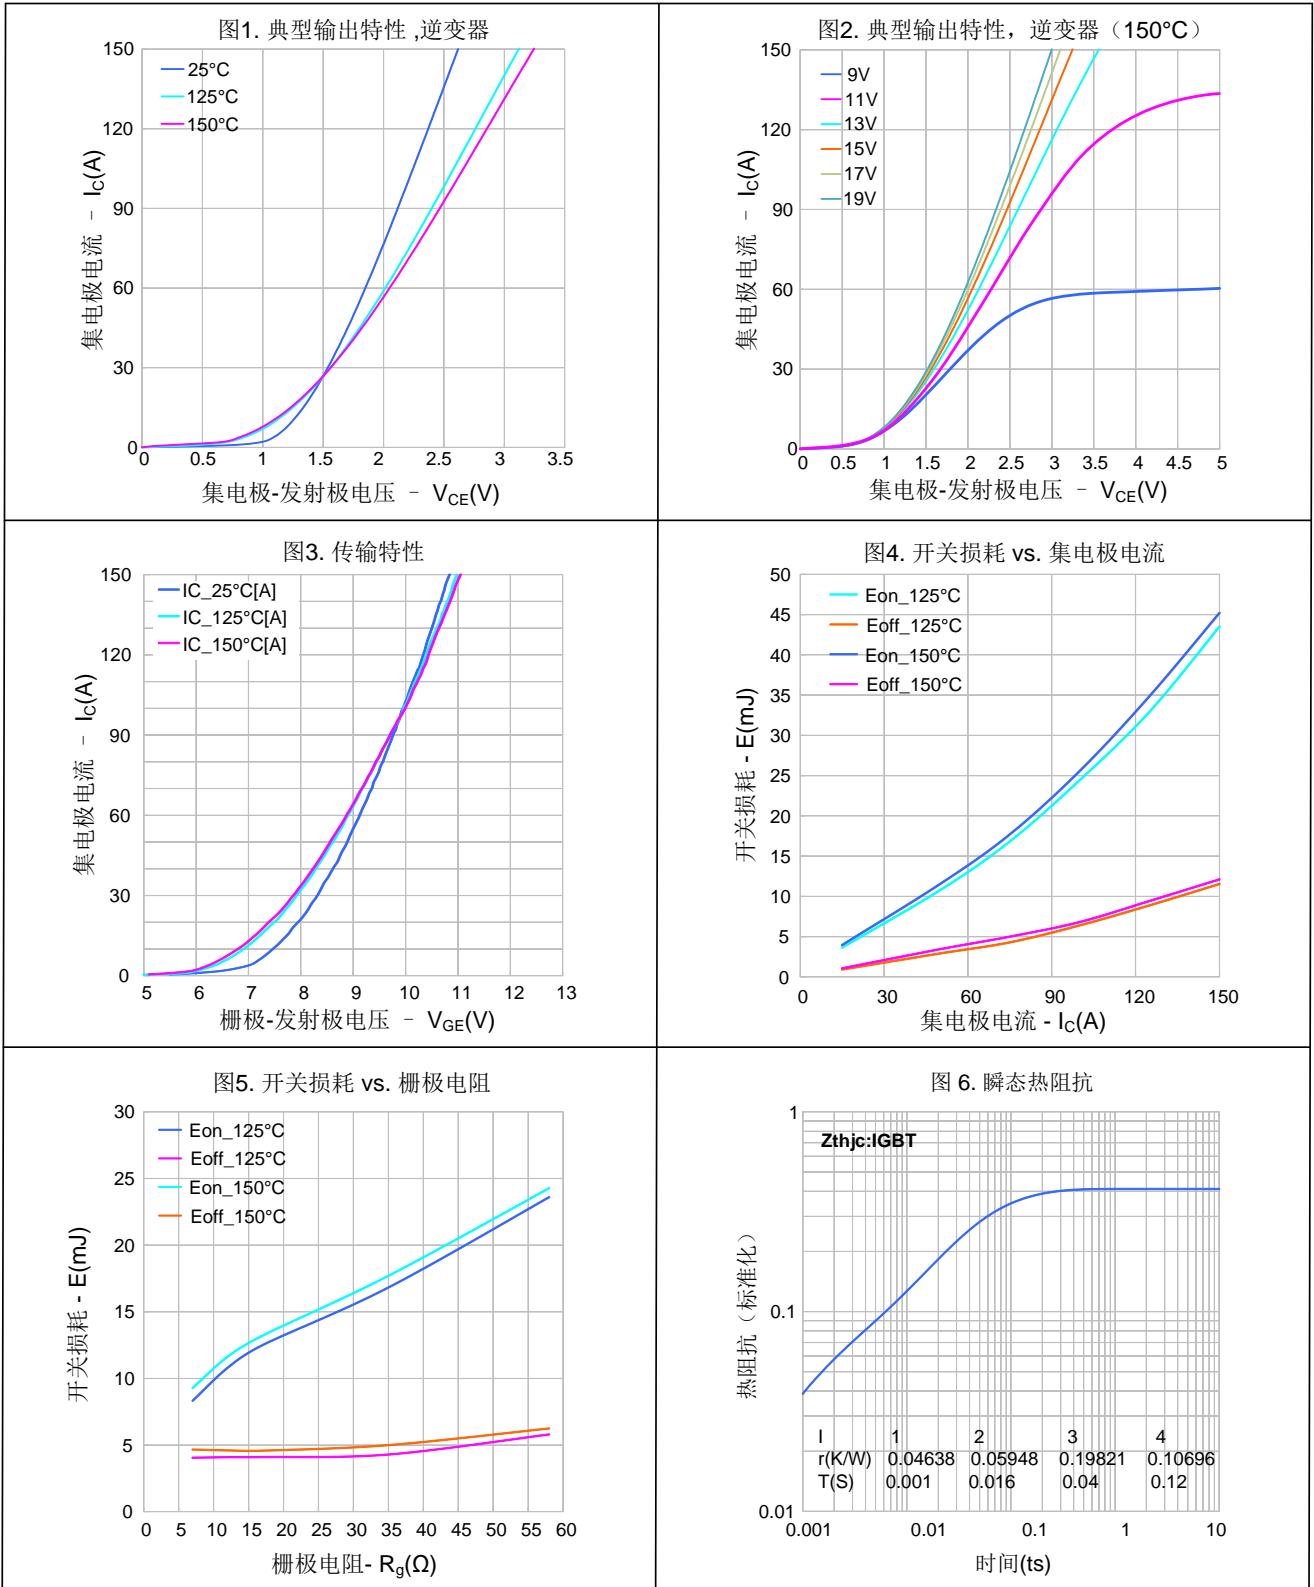 图1. 典型输出特性 ,逆变器
25°C
125°C
150°C
150
120
90
60
30
0
0 0.5 1 1.5 2 2.5 3 3.5
集电极电流 － I_C(A)
集电极-发射极电压 － V_CE(V)
图2. 典型输出特性，逆变器（150°C）
9V
11V
13V
15V
17V
19V
150
120
90
60
30
0
0 0.5 1 1.5 2 2.5 3 3.5 4 4.5 5
集电极电流 － I_C(A)
集电极-发射极电压 － V_CE(V)
图3. 传输特性
IC_25°C[A]
IC_125°C[A]
IC_150°C[A]
150
120
90
60
30
0
5 6 7 8 9 10 11 12 13
集电极电流 － I_C(A)
栅极-发射极电压 － V_GE(V)
图4. 开关损耗 vs. 集电极电流
Eon_125°C
Eoff_125°C
Eon_150°C
Eoff_150°C
50
45
40
35
30
25
20
15
10
5
0
0 30 60 90 120 150
开关损耗 - E(mJ)
集电极电流 - I_C(A)
图5. 开关损耗 vs. 栅极电阻
Eon_125°C
Eoff_125°C
Eon_150°C
Eoff_150°C
30
25
20
15
10
5
0
0 5 10 15 20 25 30 35 40 45 50 55 60
开关损耗 - E(mJ)
栅极电阻- R_g(Ω)
图 6. 瞬态热阻抗
Zthjc:IGBT
1
0.1
0.01
I 1 2 3 4
r(K/W) 0.04638 0.05948 0.19821 0.10696
T(S) 0.001 0.016 0.04 0.12
0.001 0.01 0.1 1 10
热阻抗（标准化）
时间(ts)